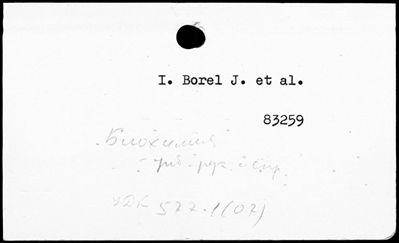 I. Borel J. et al.
83259
Биохимия
УДК 577.1(07)